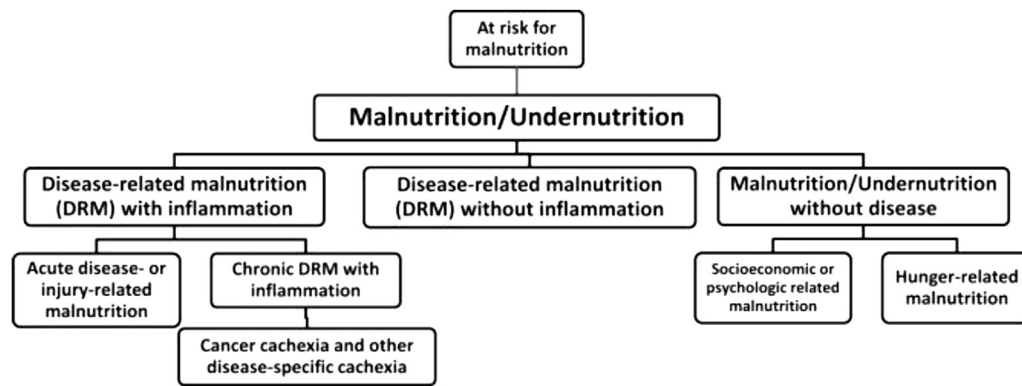 At risk for
malnutrition
Malnutrition/Undernutrition
Disease-related malnutrition
(DRM) with inflammation
Disease-related malnutrition
(DRM) without inflammation
Malnutrition/Undernutrition
without disease
Acute disease- or
injury-related
malnutrition
Chronic DRM with
inflammation
Socioeconomic or
psychologic related
malnutrition
Hunger-related
malnutrition
Cancer cachexia and other
disease-specific cachexia